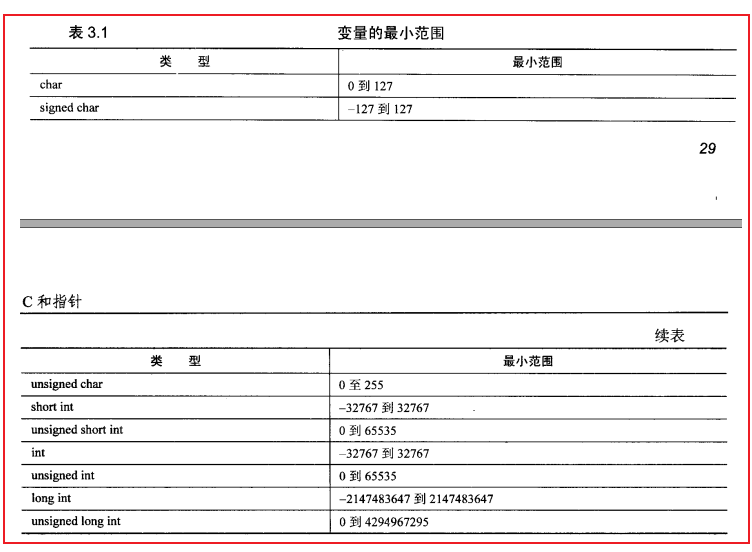 表 3.1 变量的最小范围
类 型 最小范围
char 0 到 127
signed char –127 到 127
29
C 和指针
续表
类 型 最小范围
unsigned char 0 至 255
short int –32767 到 32767
unsigned short int 0 到 65535
int –32767 到 32767
unsigned int 0 到 65535
long int –2147483647 到 2147483647
unsigned long int 0 到 4294967295